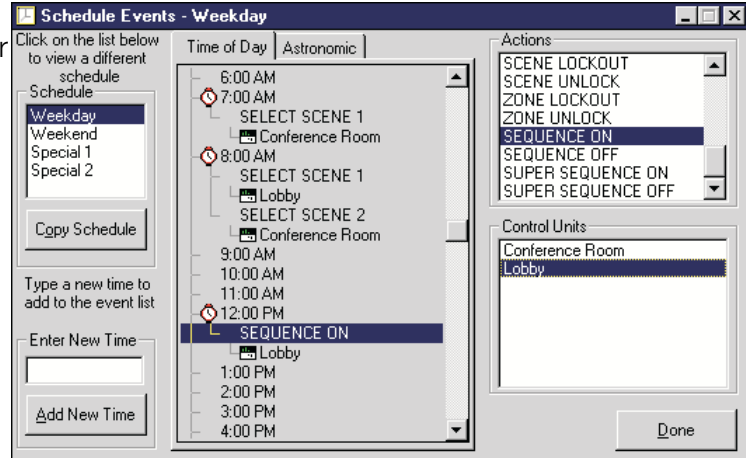 Schedule Events - Weekday
r
Click on the list below
to view a different
schedule
Schedule
Weekday
Weekend
Special 1
Special 2
Copy Schedule
Type a new time to
add to the event list
Enter New Time
Add New Time
Time of Day
Astronomic
6:00 AM
7:00 AM
SELECT SCENE 1
Conference Room
8:00 AM
SELECT SCENE 1
Lobby
SELECT SCENE 2
Conference Room
9:00 AM
10:00 AM
11:00 AM
12:00 PM
SEQUENCE ON
Lobby
1:00 PM
2:00 PM
3:00 PM
4:00 PM
Actions
SCENE LOCKOUT
SCENE UNLOCK
ZONE LOCKOUT
ZONE UNLOCK
SEQUENCE ON
SEQUENCE OFF
SUPER SEQUENCE ON
SUPER SEQUENCE OFF
Control Units
Conference Room
Lobby
Done